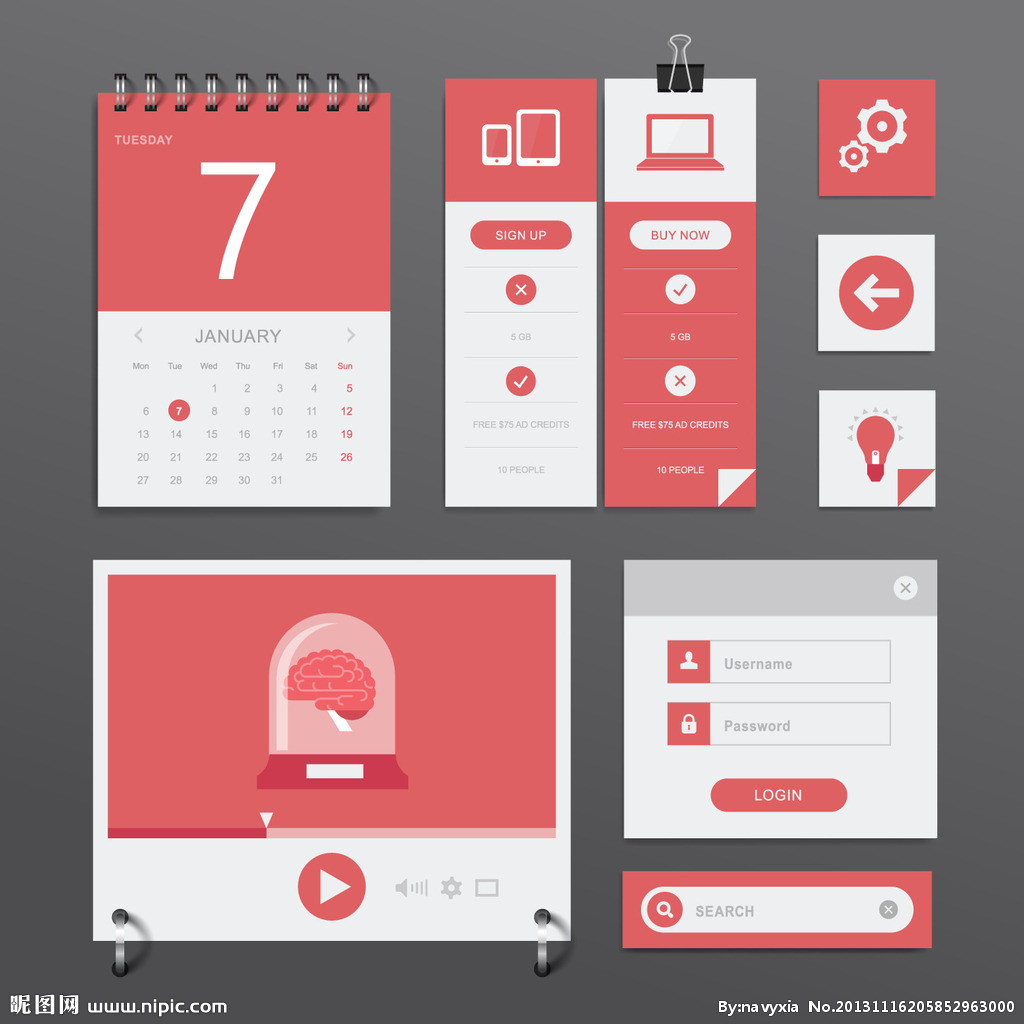 TUESDAY
7
JANUARY
Mon Tue Wed Thu Fri Sat Sun
1 2 3 4 5
6 7 8 9 10 11 12
13 14 15 16 17 18 19
20 21 22 23 24 25 26
27 28 29 30 31
SIGN UP
5 GB
FREE $75 AD CREDITS
10 PEOPLE
BUY NOW
5 GB
FREE $75 AD CREDITS
10 PEOPLE
Username
Password
LOGIN
SEARCH
昵图网 www.nipic.com
By:navyxia No.20131116205852963000